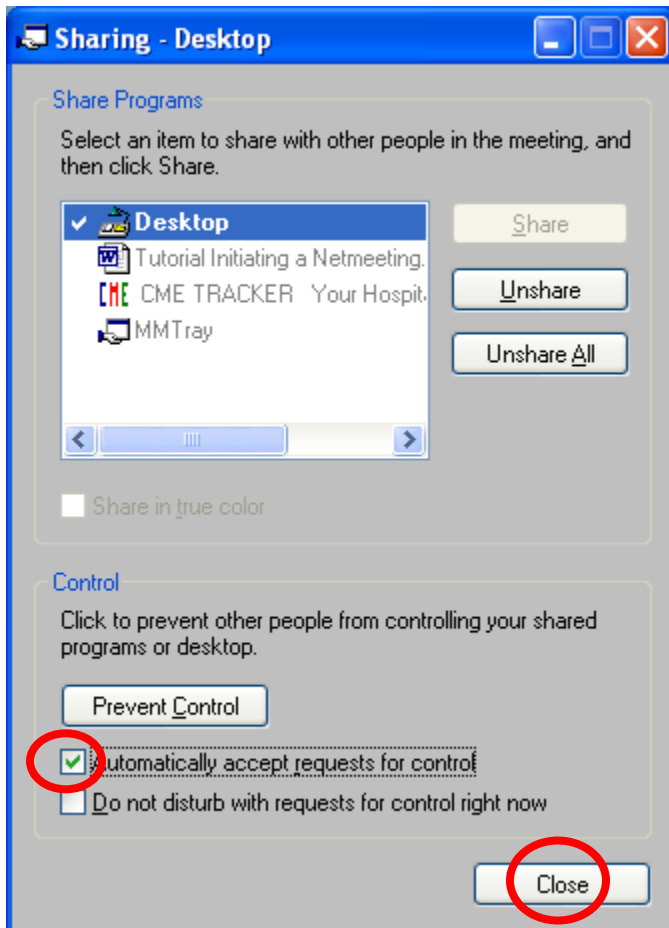 Sharing - Desktop
Share Programs
Select an item to share with other people in the meeting, and
then click Share.
Desktop
Share
Tutorial Initiating a Netmeeting.
CME CME TRACKER Your Hospit
Unshare
MMTray
Unshare All
Share in true color
Control
Click to prevent other people from controlling your shared
programs or desktop.
Prevent Control
Automatically accept requests for control
Do not disturb with requests for control right now
Close